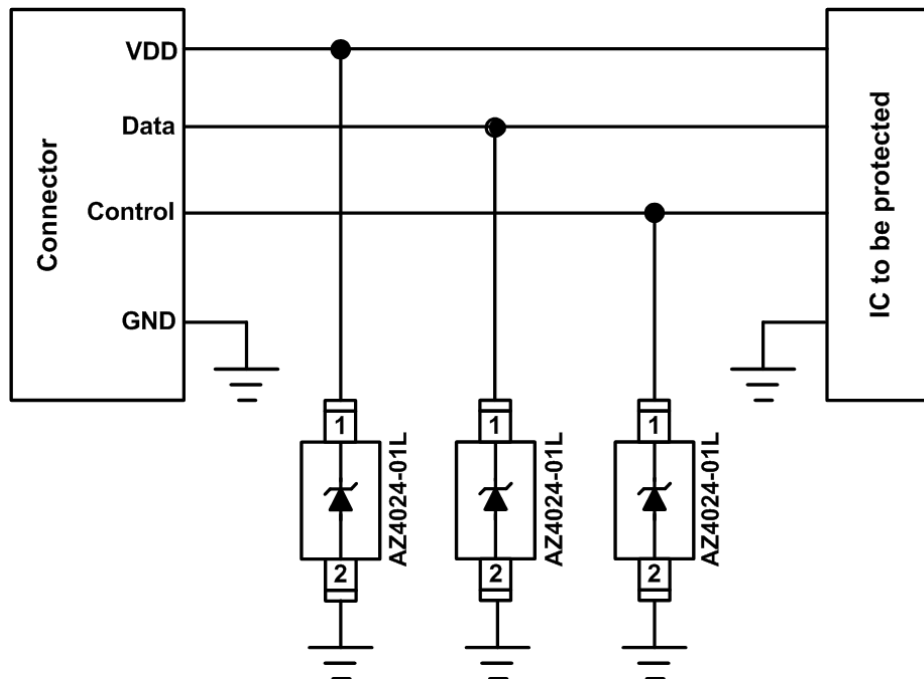 VDD
Data
Control
GND
Connector
IC to be protected
1
AZ4024-01L
2
1
AZ4024-01L
2
1
AZ4024-01L
2